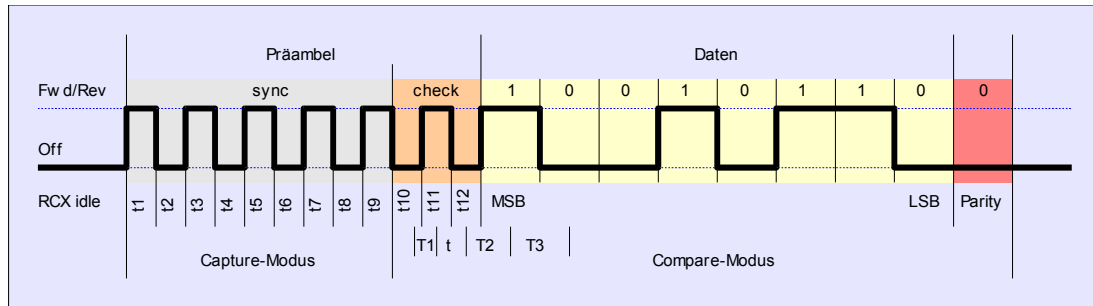 Präambel Daten
Fwd/Rev sync check 1 0 0 1 0 1 1 0 0
Off
RCX idle t1 t2 t3 t4 t5 t6 t7 t8 t9 t10 t11 t12 MSB LSB Parity
T1 t T2 T3
Capture-Modus Compare-Modus